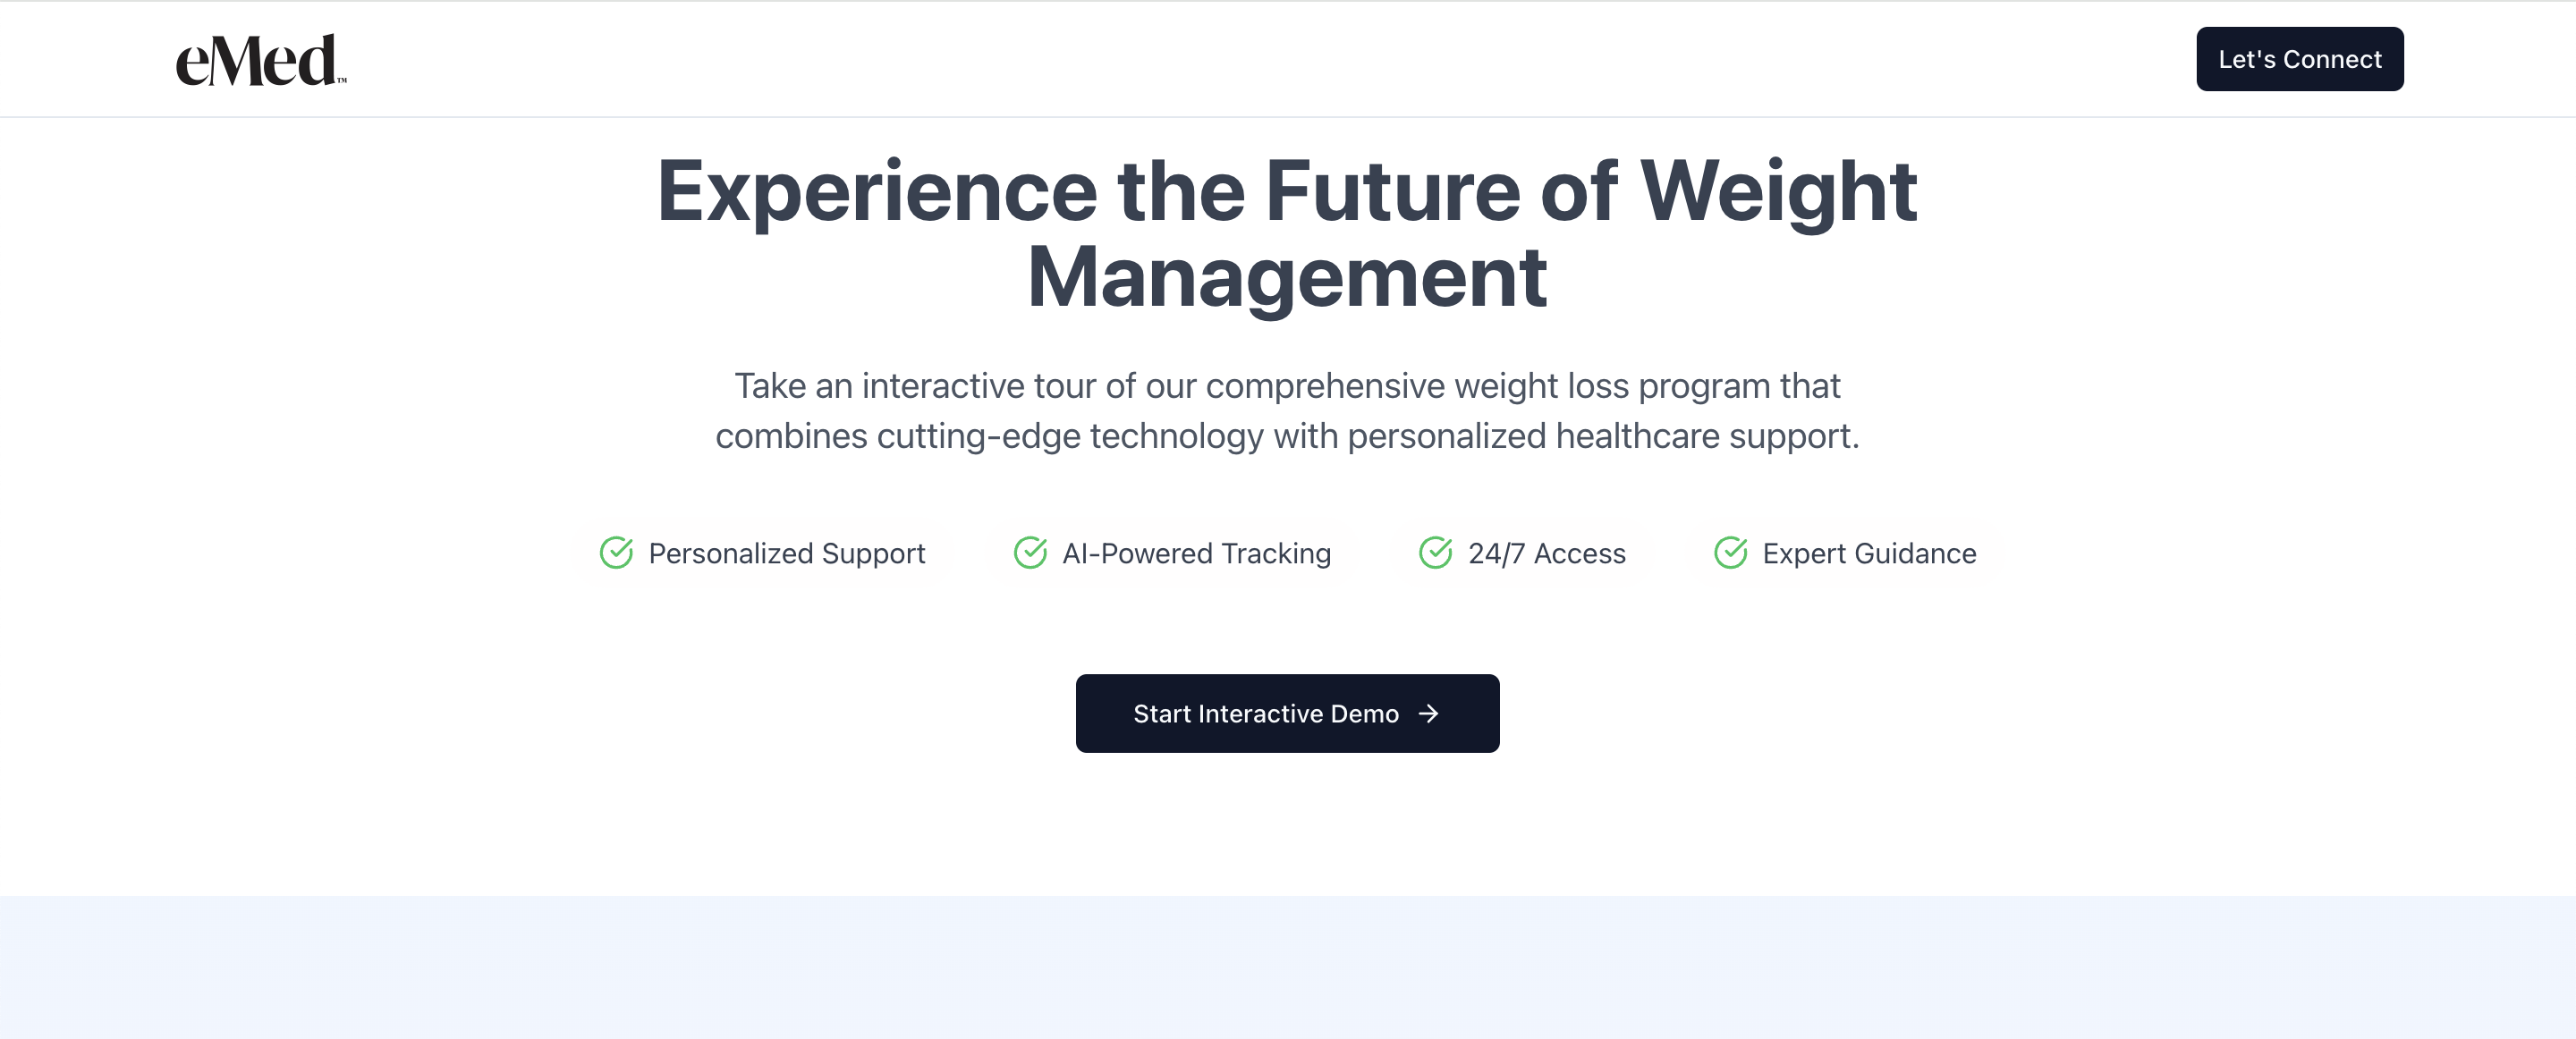 eMed™
Let's Connect
Experience the Future of Weight
Management
Take an interactive tour of our comprehensive weight loss program that
combines cutting-edge technology with personalized healthcare support.
Personalized Support
AI-Powered Tracking
24/7 Access
Expert Guidance
Start Interactive Demo →